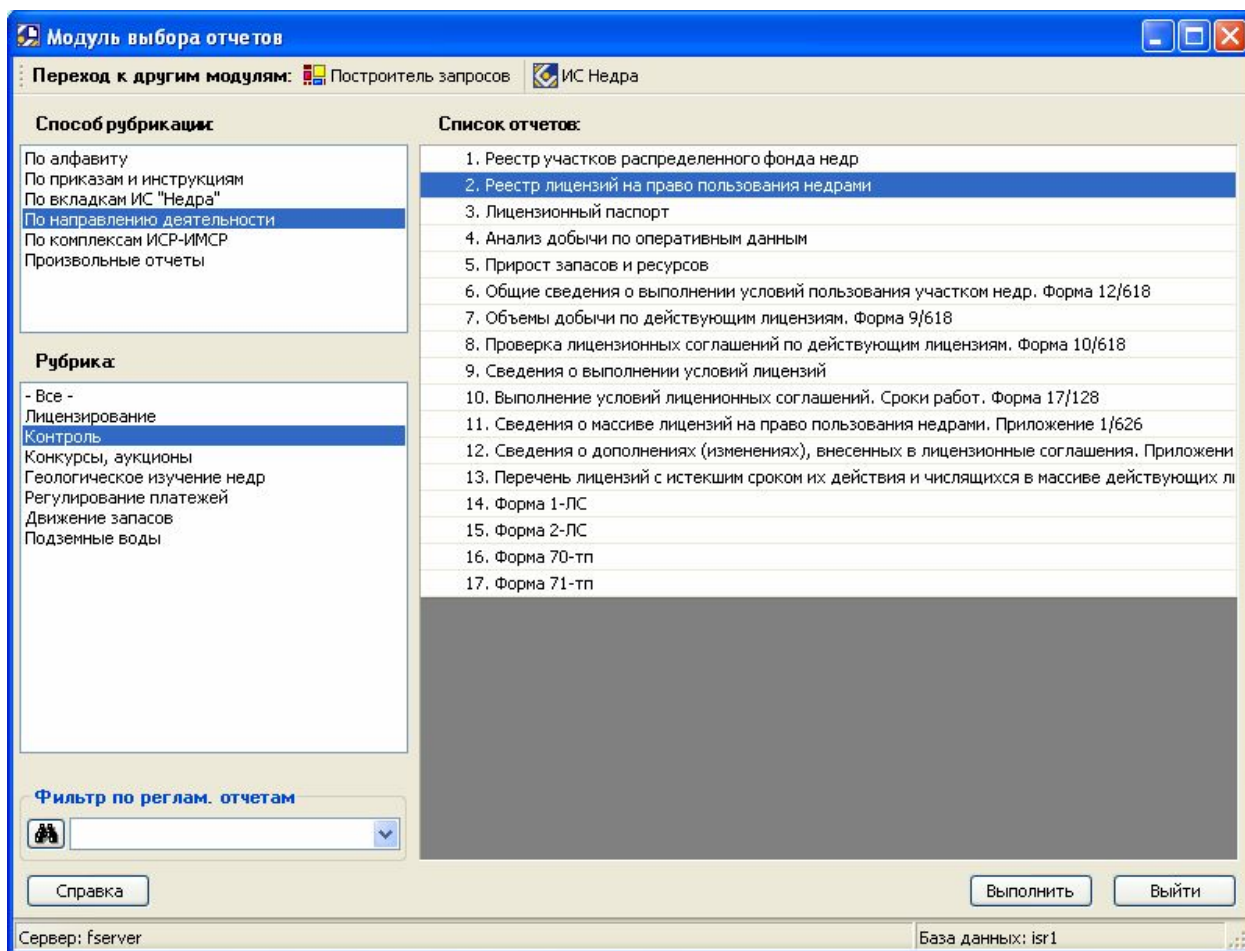 Модуль выбора отчетов
Переход к другим модулям: Построитель запросов ИС Недра
Способ рубрикации:
По алфавиту
По приказам и инструкциям
По вкладкам ИС "Недра"
По направлению деятельности
По комплексам ИСР-ИМСР
Произвольные отчеты
Рубрика:
- Все -
Лицензирование
Контроль
Конкурсы, аукционы
Геологическое изучение недр
Регулирование платежей
Движение запасов
Подземные воды
Фильтр по реглам. отчетам
Список отчетов:
1. Реестр участков распределенного фонда недр
2. Реестр лицензий на право пользования недрами
3. Лицензионный паспорт
4. Анализ добычи по оперативным данным
5. Прирост запасов и ресурсов
6. Общие сведения о выполнении условий пользования участком недр. Форма 12/618
7. Объемы добычи по действующим лицензиям. Форма 9/618
8. Проверка лицензионных соглашений по действующим лицензиям. Форма 10/618
9. Сведения о выполнении условий лицензий
10. Выполнение условий лиценионных соглашений. Сроки работ. Форма 17/128
11. Сведения о массиве лицензий на право пользования недрами. Приложение 1/626
12. Сведения о дополнениях (изменениях), внесенных в лицензионные соглашения. Приложени
13. Перечень лицензий с истекшим сроком их действия и числящихся в массиве действующих ли
14. Форма 1-ЛС
15. Форма 2-ЛС
16. Форма 70-тп
17. Форма 71-тп
Справка
Выполнить
Выйти
Сервер: fserver
База данных: isr1